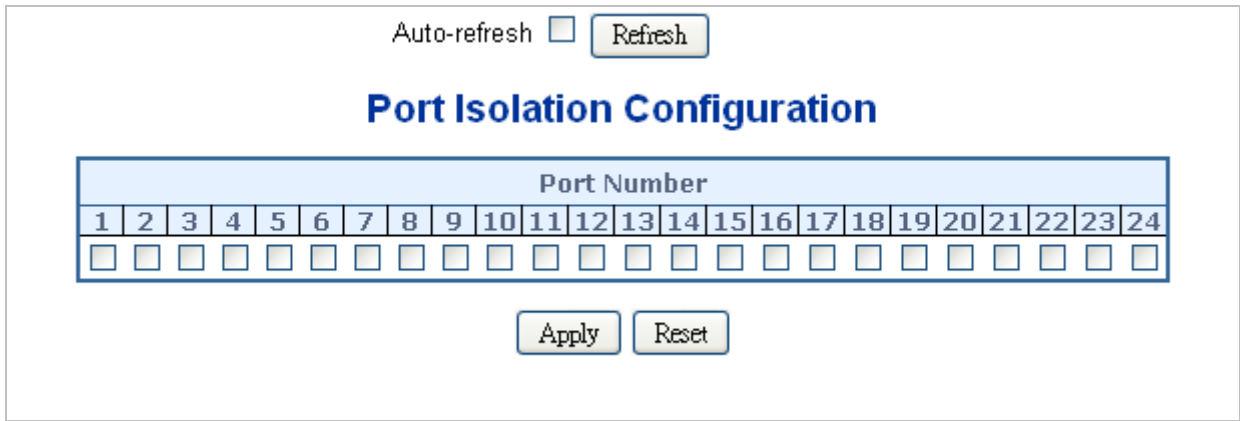 Auto-refresh Refresh
Port Isolation Configuration
Port Number
1 2 3 4 5 6 7 8 9 10 11 12 13 14 15 16 17 18 19 20 21 22 23 24
Apply Reset